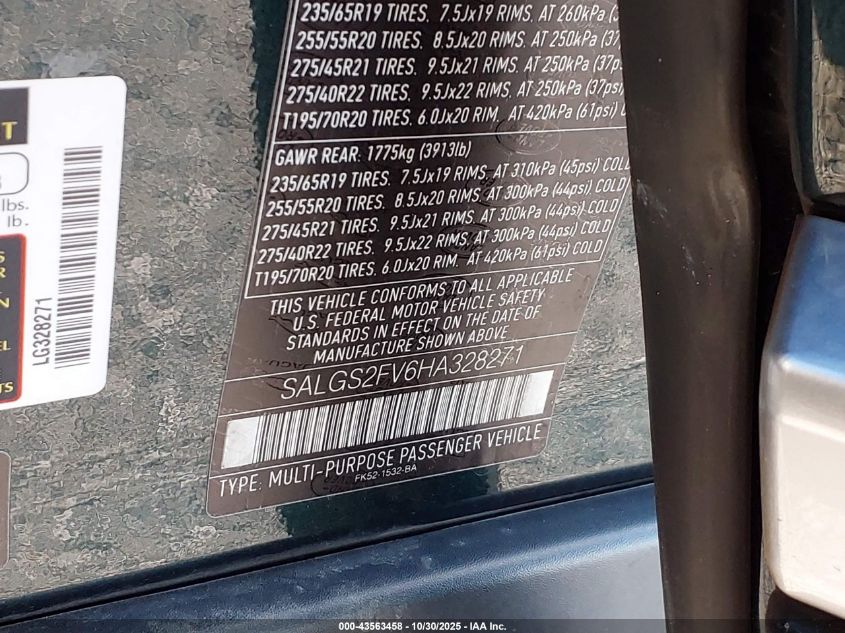 235/65R19 TIRES. 7.5Jx19 RIMS. AT 260kPa
255/55R20 TIRES. 8.5Jx20 RIMS. AT 250kPa (37
275/45R21 TIRES. 9.5Jx21 RIMS. AT 250kPa (37p
275/40R22 TIRES. 9.5Jx22 RIMS. AT 250kPa (37psi)
T195/70R20 TIRES. 6.0Jx20 RIM. AT 420kPa (61psi)
GAWR REAR: 1775kg (3913lb)
235/65R19 TIRES. 7.5Jx19 RIMS. AT 310kPa (45psi) COLD
255/55R20 TIRES. 8.5Jx20 RIMS. AT 300kPa (44psi) COLD
275/45R21 TIRES. 9.5Jx21 RIMS. AT 300kPa (44psi) COLD
275/40R22 TIRES. 9.5Jx22 RIMS. AT 300kPa (44psi) COLD
T195/70R20 TIRES. 6.0Jx20 RIM. AT 420kPa (61psi) COLD
THIS VEHICLE CONFORMS TO ALL APPLICABLE
U.S. FEDERAL MOTOR VEHICLE SAFETY
STANDARDS IN EFFECT ON THE DATE OF
MANUFACTURE SHOWN ABOVE
SALGS2FV6HA328271
TYPE: MULTI-PURPOSE PASSENGER VEHICLE
FK52-1532-BA
T
lbs.
lb.
S
R
N
EL
TS
LG328271
000-43563458 - 10/30/2025 - IAA Inc.